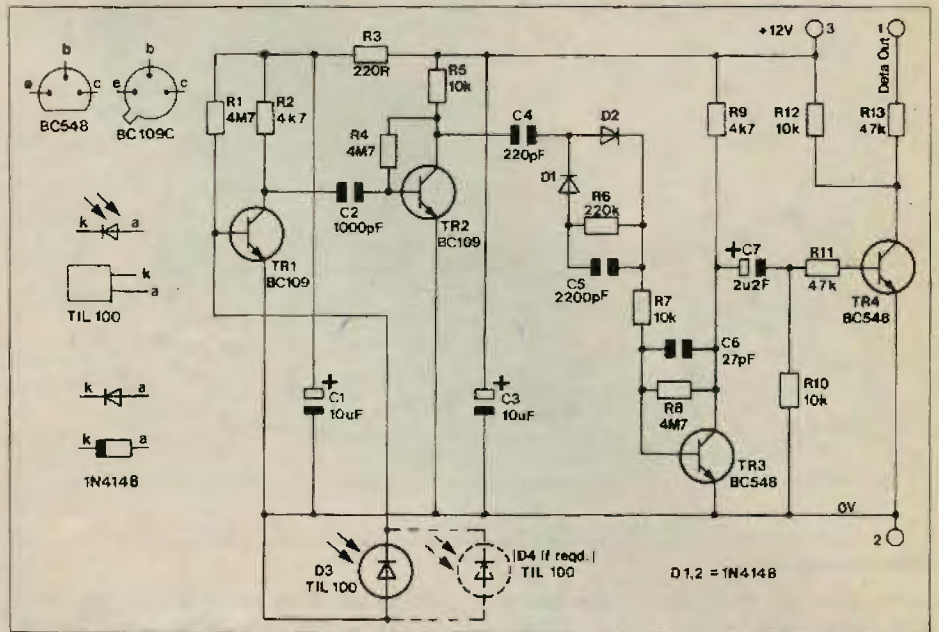 b
e
c
BC548
b
e
c
BC109C
k
a
k
a
TIL 100
k
a
k
a
1N4148
R1
4M7
R2
4k7
R3
220R
R4
4M7
R5
10k
C2
1000pF
TR1
BC109
TR2
BC109
C4
220pF
D1
D2
R6
220k
C5
2200pF
R7
10k
C6
27pF
R8
4M7
TR3
BC548
R9
4k7
+12V
3
1
Data Out
R12
10k
R13
47k
+
C7
2u2F
R11
47k
R10
10k
TR4
BC548
+
C1
10uF
+
C3
10uF
0V
2
D3
TIL 100
(D4 if reqd.)
TIL 100
D1,2 = 1N4148